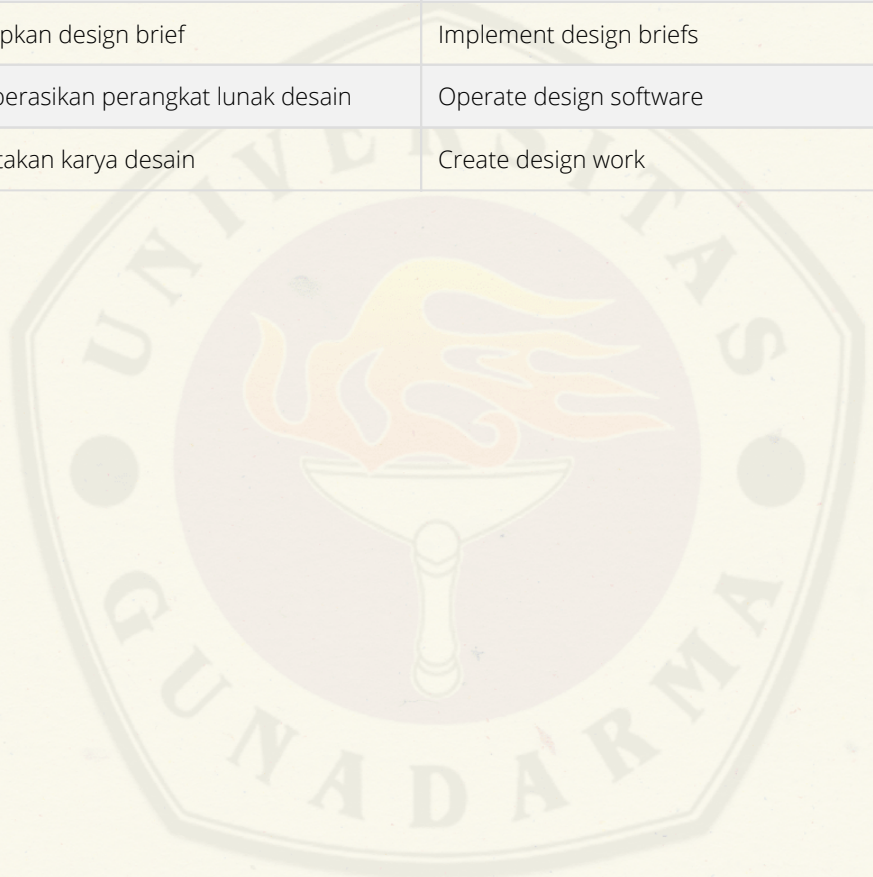 pkan design brief Implement design briefs
perasikan perangkat lunak desain Operate design software
takan karya desain Create design work
UNIVERSITAS
GUNADARMA